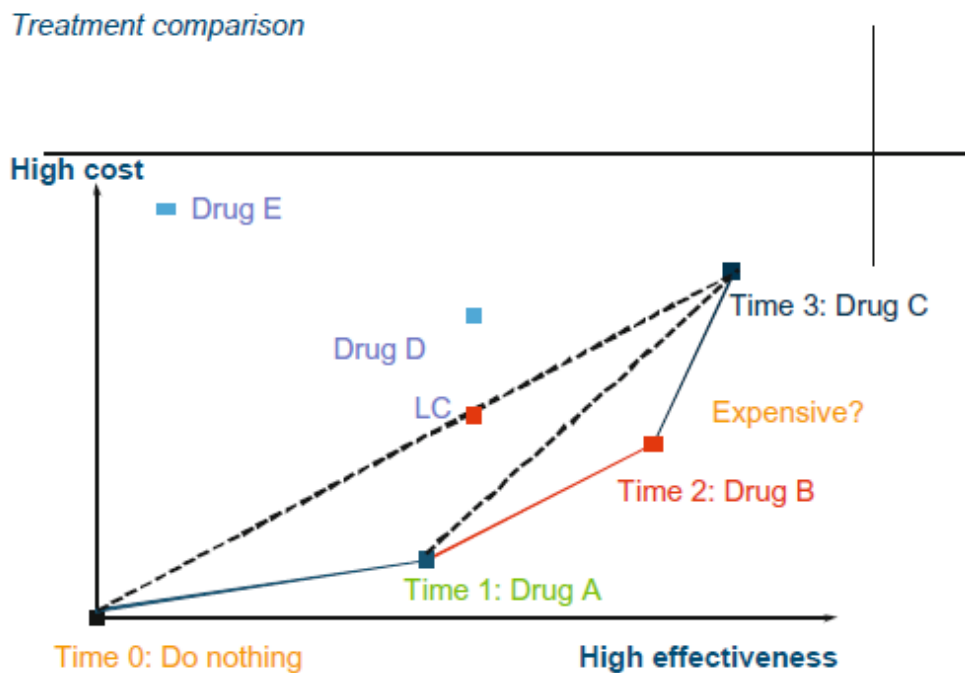 Treatment comparison
High cost
Drug E
Time 3: Drug C
Drug D
LC
Expensive?
Time 2: Drug B
Time 1: Drug A
Time 0: Do nothing
High effectiveness